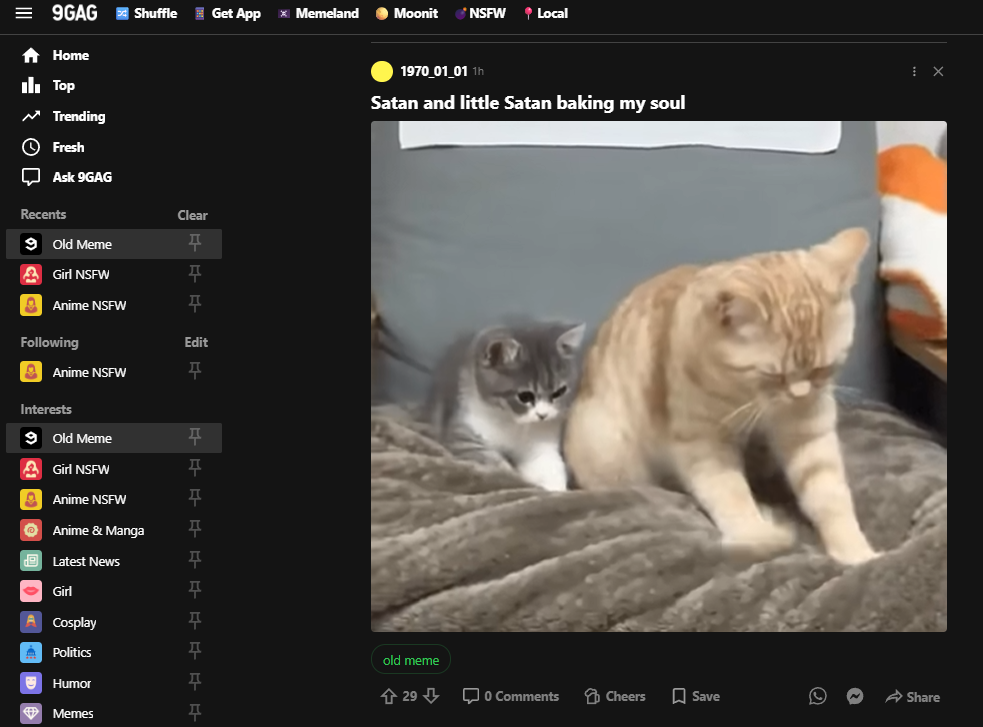 9GAG
Shuffle
Get App
Memeland
Moonit
NSFW
Local
Home
Top
Trending
Fresh
Ask 9GAG
Recents
Clear
Old Meme
Girl NSFW
Anime NSFW
Following
Edit
Anime NSFW
Interests
Old Meme
Girl NSFW
Anime NSFW
Anime & Manga
Latest News
Girl
Cosplay
Politics
Humor
Memes
1970_01_01 1h
Satan and little Satan baking my soul
old meme
29
0 Comments
Cheers
Save
Share